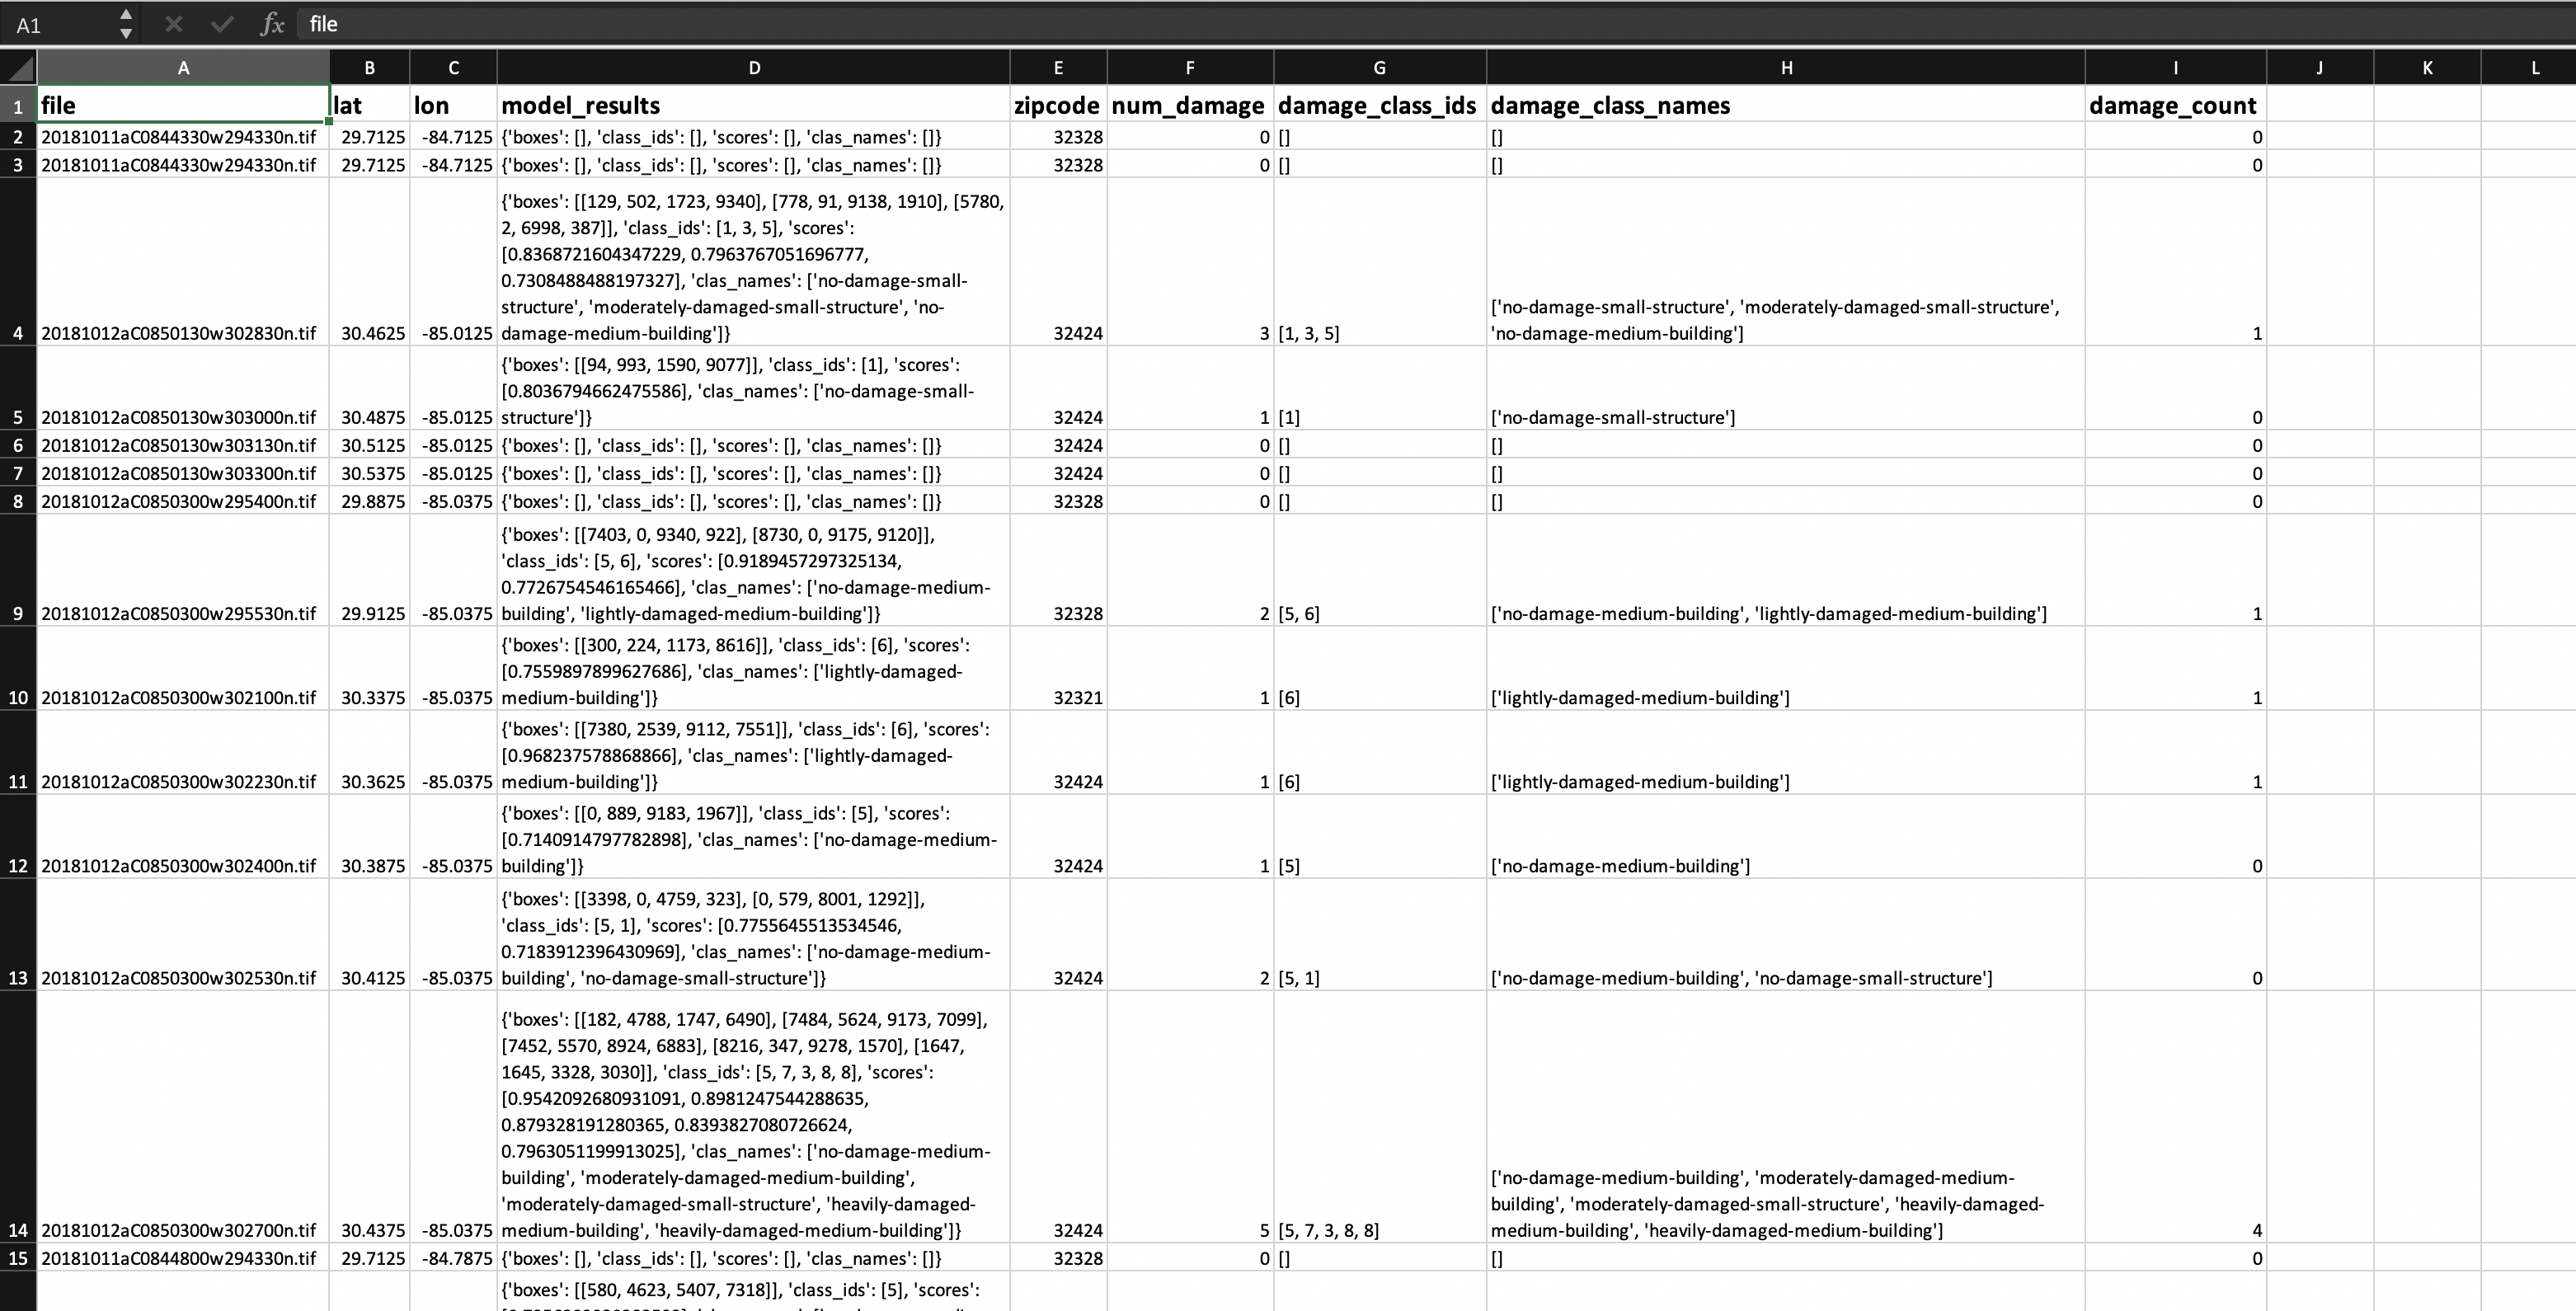 A1 fx file
A B C D E F G H I J K L
1 file lat lon model_results zipcode num_damage damage_class_ids damage_class_names damage_count
2 20181011aC0844330w294330n.tif 29.7125 -84.7125 {'boxes': [], 'class_ids': [], 'scores': [], 'clas_names': []} 32328 0 [] [] 0
3 20181011aC0844330w294330n.tif 29.7125 -84.7125 {'boxes': [], 'class_ids': [], 'scores': [], 'clas_names': []} 32328 0 [] [] 0
{'boxes': [[129, 502, 1723, 9340], [778, 91, 9138, 1910], [5780,
2, 6998, 387]], 'class_ids': [1, 3, 5], 'scores':
[0.8368721604347229, 0.7963767051696777,
0.7308488488197327], 'clas_names': ['no-damage-small-
structure', 'moderately-damaged-small-structure', 'no- ['no-damage-small-structure', 'moderately-damaged-small-structure',
4 20181012aC0850130w302830n.tif 30.4625 -85.0125 damage-medium-building']} 32424 3 [1, 3, 5] 'no-damage-medium-building'] 1
{'boxes': [[94, 993, 1590, 9077]], 'class_ids': [1], 'scores':
[0.8036794662475586], 'clas_names': ['no-damage-small-
5 20181012aC0850130w303000n.tif 30.4875 -85.0125 structure']} 32424 1 [1] ['no-damage-small-structure'] 0
6 20181012aC0850130w303130n.tif 30.5125 -85.0125 {'boxes': [], 'class_ids': [], 'scores': [], 'clas_names': []} 32424 0 [] [] 0
7 20181012aC0850130w303300n.tif 30.5375 -85.0125 {'boxes': [], 'class_ids': [], 'scores': [], 'clas_names': []} 32424 0 [] [] 0
8 20181012aC0850300w295400n.tif 29.8875 -85.0375 {'boxes': [], 'class_ids': [], 'scores': [], 'clas_names': []} 32328 0 [] [] 0
{'boxes': [[7403, 0, 9340, 922], [8730, 0, 9175, 9120]],
'class_ids': [5, 6], 'scores': [0.9189457297325134,
0.7726754546165466], 'clas_names': ['no-damage-medium-
9 20181012aC0850300w295530n.tif 29.9125 -85.0375 building', 'lightly-damaged-medium-building']} 32328 2 [5, 6] ['no-damage-medium-building', 'lightly-damaged-medium-building'] 1
{'boxes': [[300, 224, 1173, 8616]], 'class_ids': [6], 'scores':
[0.7559897899627686], 'clas_names': ['lightly-damaged-
10 20181012aC0850300w302100n.tif 30.3375 -85.0375 medium-building']} 32321 1 [6] ['lightly-damaged-medium-building'] 1
{'boxes': [[7380, 2539, 9112, 7551]], 'class_ids': [6], 'scores':
[0.968237578868866], 'clas_names': ['lightly-damaged-
11 20181012aC0850300w302230n.tif 30.3625 -85.0375 medium-building']} 32424 1 [6] ['lightly-damaged-medium-building'] 1
{'boxes': [[0, 889, 9183, 1967]], 'class_ids': [5], 'scores':
[0.7140914797782898], 'clas_names': ['no-damage-medium-
12 20181012aC0850300w302400n.tif 30.3875 -85.0375 building']} 32424 1 [5] ['no-damage-medium-building'] 0
{'boxes': [[3398, 0, 4759, 323], [0, 579, 8001, 1292]],
'class_ids': [5, 1], 'scores': [0.7755645513534546,
0.7183912396430969], 'clas_names': ['no-damage-medium-
13 20181012aC0850300w302530n.tif 30.4125 -85.0375 building', 'no-damage-small-structure']} 32424 2 [5, 1] ['no-damage-medium-building', 'no-damage-small-structure'] 0
{'boxes': [[182, 4788, 1747, 6490], [7484, 5624, 9173, 7099],
[7452, 5570, 8924, 6883], [8216, 347, 9278, 1570], [1647,
1645, 3328, 3030]], 'class_ids': [5, 7, 3, 8, 8], 'scores':
[0.9542092680931091, 0.8981247544288635,
0.879328191280365, 0.8393827080726624,
0.7963051199913025], 'clas_names': ['no-damage-medium-
building', 'moderately-damaged-medium-building', ['no-damage-medium-building', 'moderately-damaged-medium-
'moderately-damaged-small-structure', 'heavily-damaged- building', 'moderately-damaged-small-structure', 'heavily-damaged-
14 20181012aC0850300w302700n.tif 30.4375 -85.0375 medium-building', 'heavily-damaged-medium-building']} 32424 5 [5, 7, 3, 8, 8] medium-building', 'heavily-damaged-medium-building'] 4
15 20181011aC0844800w294330n.tif 29.7125 -84.7875 {'boxes': [], 'class_ids': [], 'scores': [], 'clas_names': []} 32328 0 [] [] 0
{'boxes': [[580, 4623, 5407, 7318]], 'class_ids': [5], 'scores':